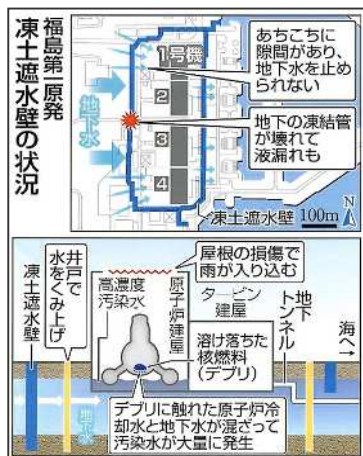 福島第一原発
凍土遮水壁の状況
あちこちに
隙間があり、
地下水を止め
られない
1号機
2
3
4
地下水
地下の凍結管
が壊れて
液漏れも
凍土遮水壁
100m
凍土遮水壁
井戸で
水をくみ上げ
地下水
屋根の損傷で
雨が入り込む
高濃度
汚染水
原子炉建屋
タービン
建屋
溶け落ちた
核燃料
(デブリ)
地下
トンネル
海へ
デブリに触れた原子炉冷
却水と地下水が混ざって
汚染水が大量に発生